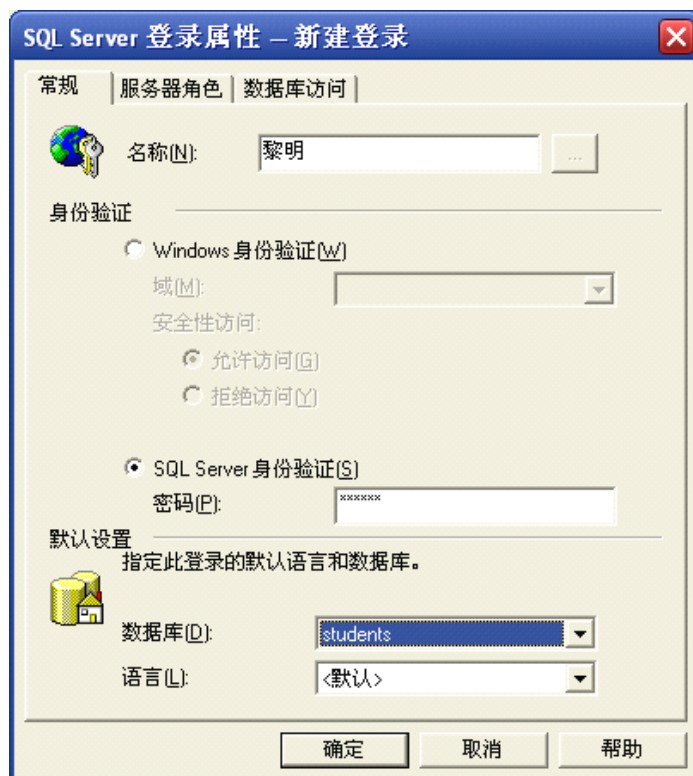 SQL Server 登录属性 – 新建登录
常规 服务器角色 数据库访问
名称(N): 黎明 ...
身份验证
Windows 身份验证(W)
域(M):
安全性访问:
允许访问(G)
拒绝访问(Y)
SQL Server 身份验证(S)
密码(P): ******
默认设置
指定此登录的默认语言和数据库。
数据库(D): students
语言(L): <默认>
确定 取消 帮助